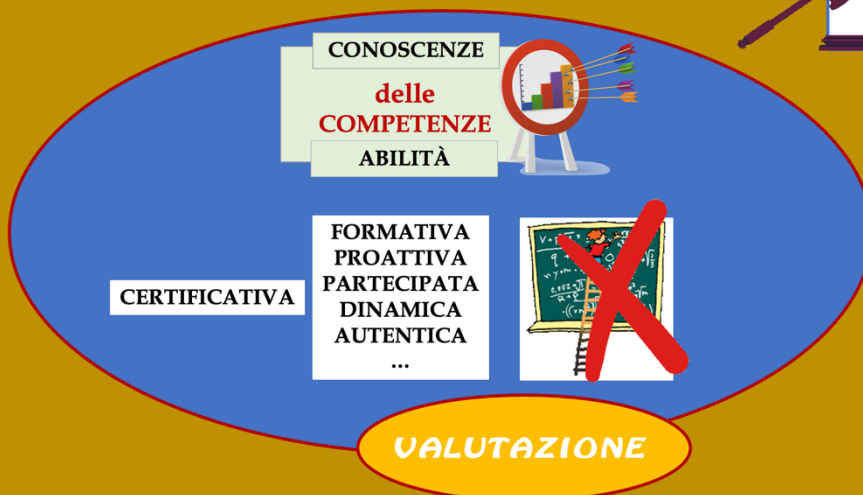 CONOSCENZE
delle
COMPETENZE
ABILITÀ
FORMATIVA
PROATTIVA
PARTECIPATA
DINAMICA
AUTENTICA
...
CERTIFICATIVA
VALUTAZIONE